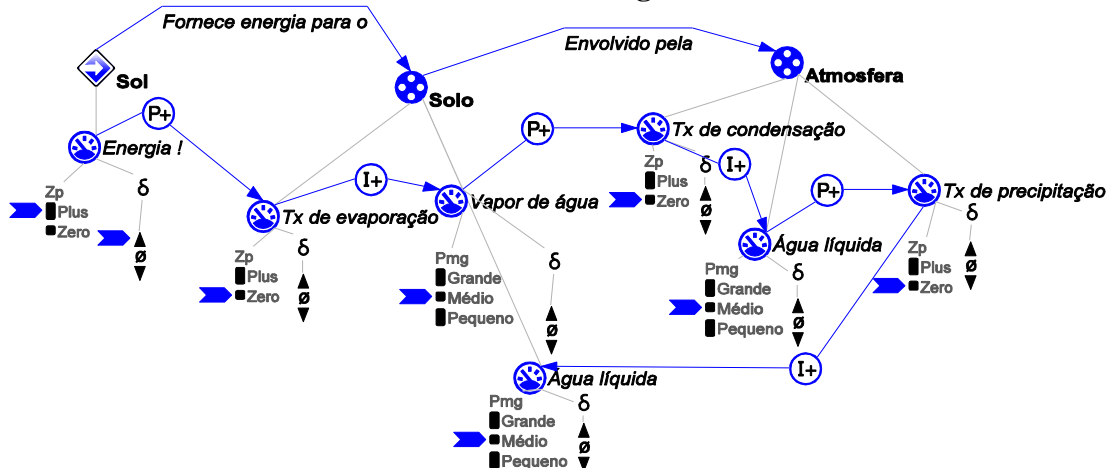 Fornece energia para o
Envolvido pela
Sol
Solo
Atmosfera
P+
Energia !
P+
Tx de condensação
Zp
δ
Plus
Zero
I+
Vapor de água
Zp
δ
Plus
Zero
ø
I+
P+
Tx de precipitação
Tx de evaporação
Zp
δ
Plus
Zero
ø
Água líquida
Zp
δ
Plus
Zero
ø
Pmg
δ
Grande
Médio
Pequeno
ø
Pmg
δ
Grande
Médio
Pequeno
ø
I+
Água líquida
Pmg
δ
Grande
Médio
Pequeno
ø